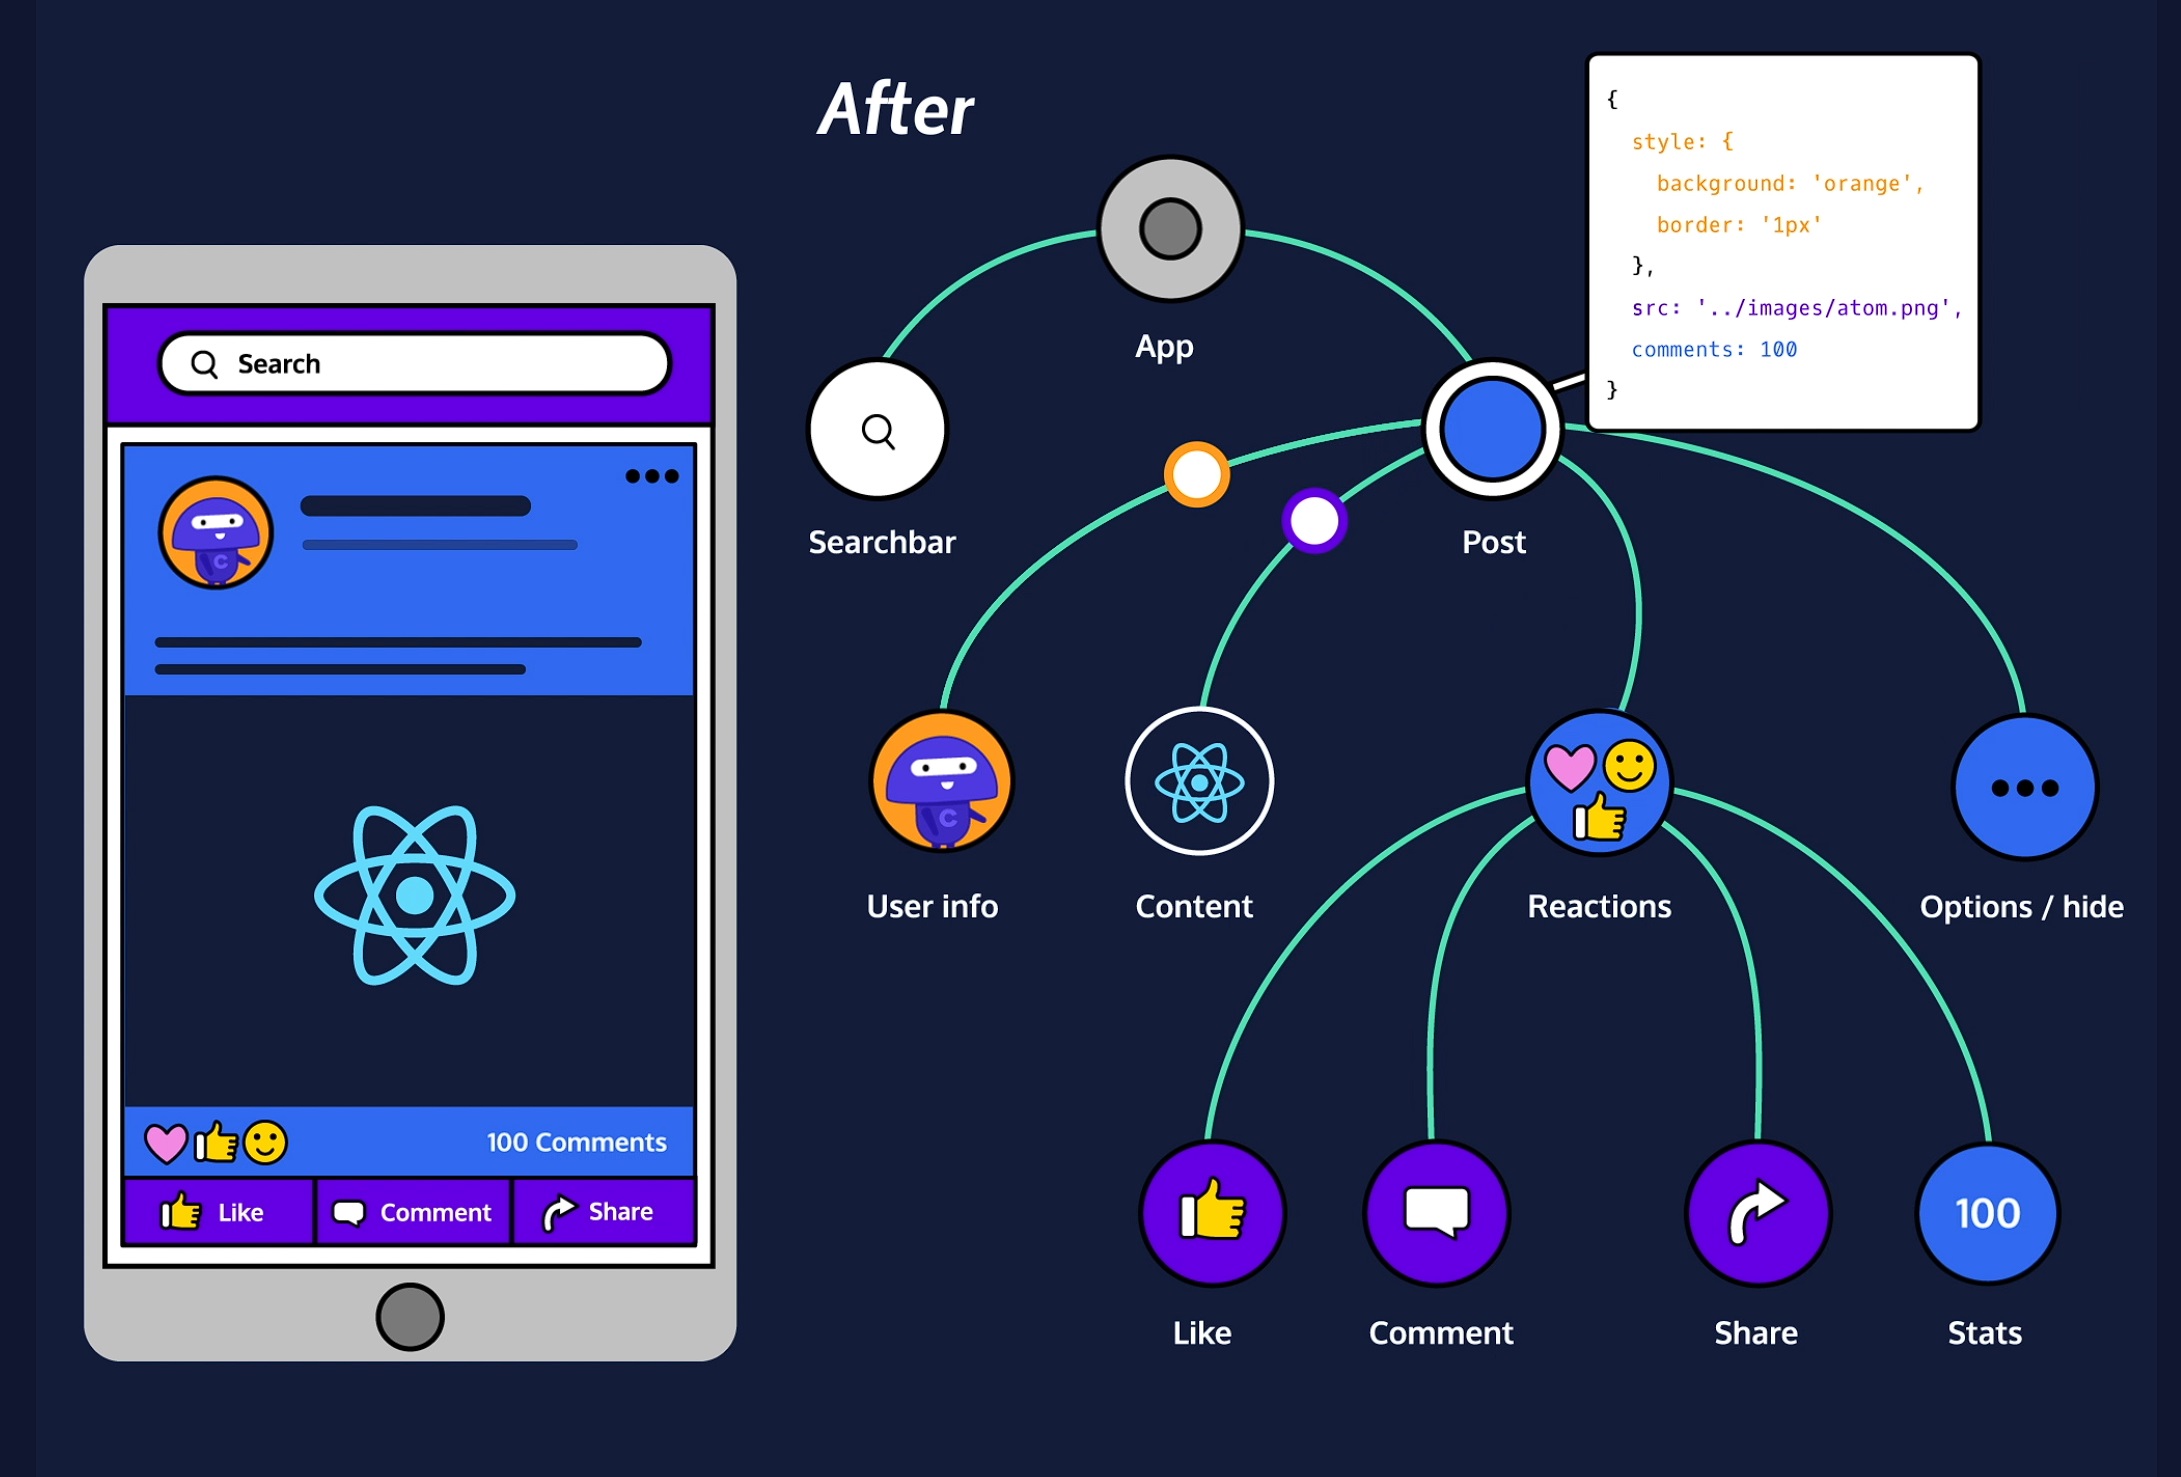 After
{
style: {
background: 'orange',
border: '1px'
},
src: '../images/atom.png',
comments: 100
}
App
Search
Searchbar
Post
C
C
User info
Content
Reactions
Options / hide
100 Comments
Like
Comment
Share
100
Like
Comment
Share
Stats